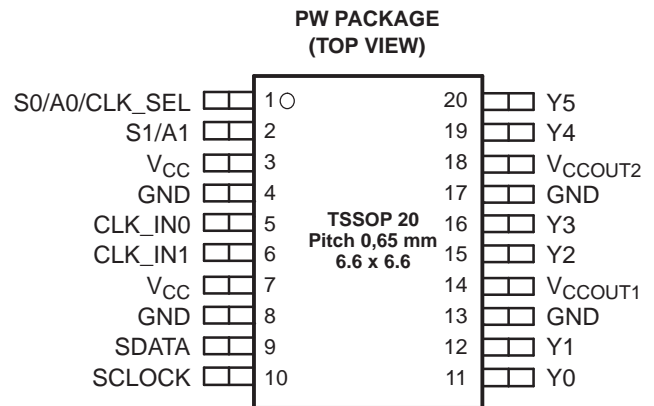 PW PACKAGE
(TOP VIEW)
S0/A0/CLK_SEL 1 20 Y5
S1/A1 2 19 Y4
VCC 3 18 VCCOUT2
GND 4 17 GND
CLK_IN0 5 16 Y3
CLK_IN1 6 15 Y2
VCC 7 14 VCCOUT1
GND 8 13 GND
SDATA 9 12 Y1
SCLOCK 10 11 Y0
TSSOP 20
Pitch 0,65 mm
6.6 x 6.6